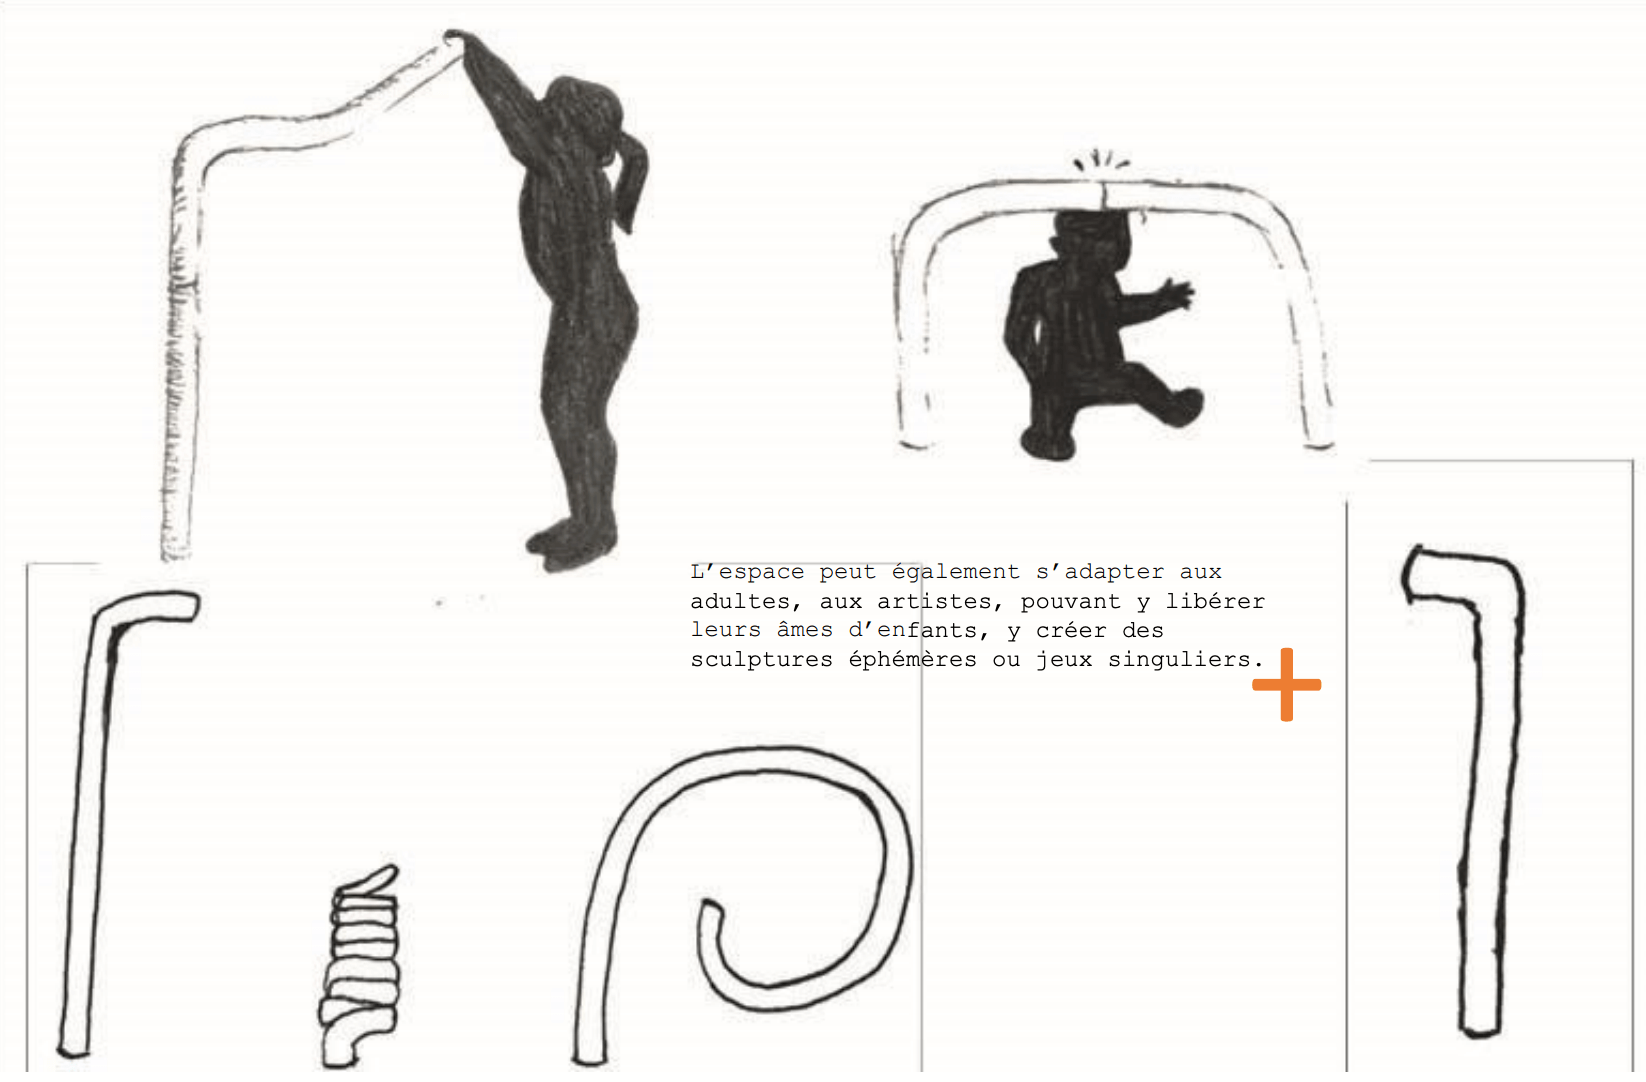 L’espace peut également s’adapter aux
adultes, aux artistes, pouvant y libérer
leurs âmes d’enfants, y créer des
sculptures éphémères ou jeux singuliers.